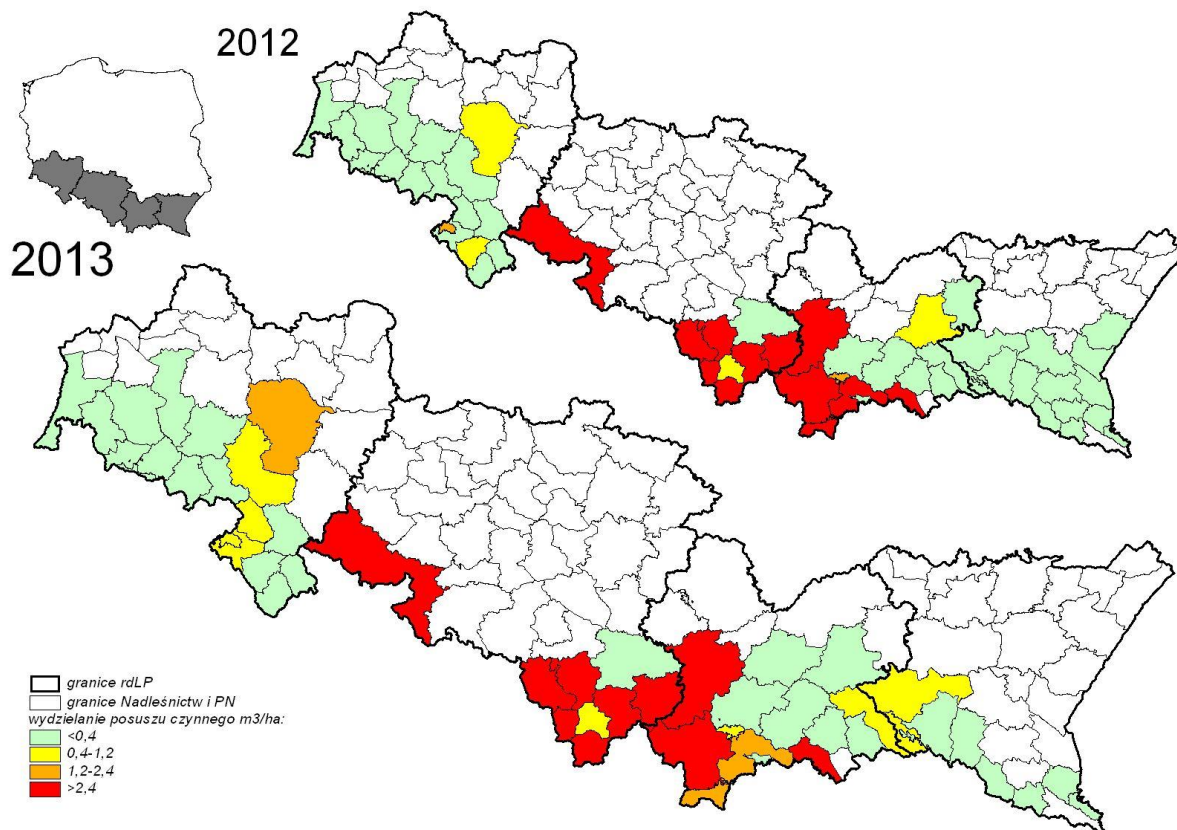 2012
2013
granice rdLP
granice Nadleśnictw i PN
wydzielanie posuszu czynnego m3/ha:
<0,4
0,4-1,2
1,2-2,4
>2,4